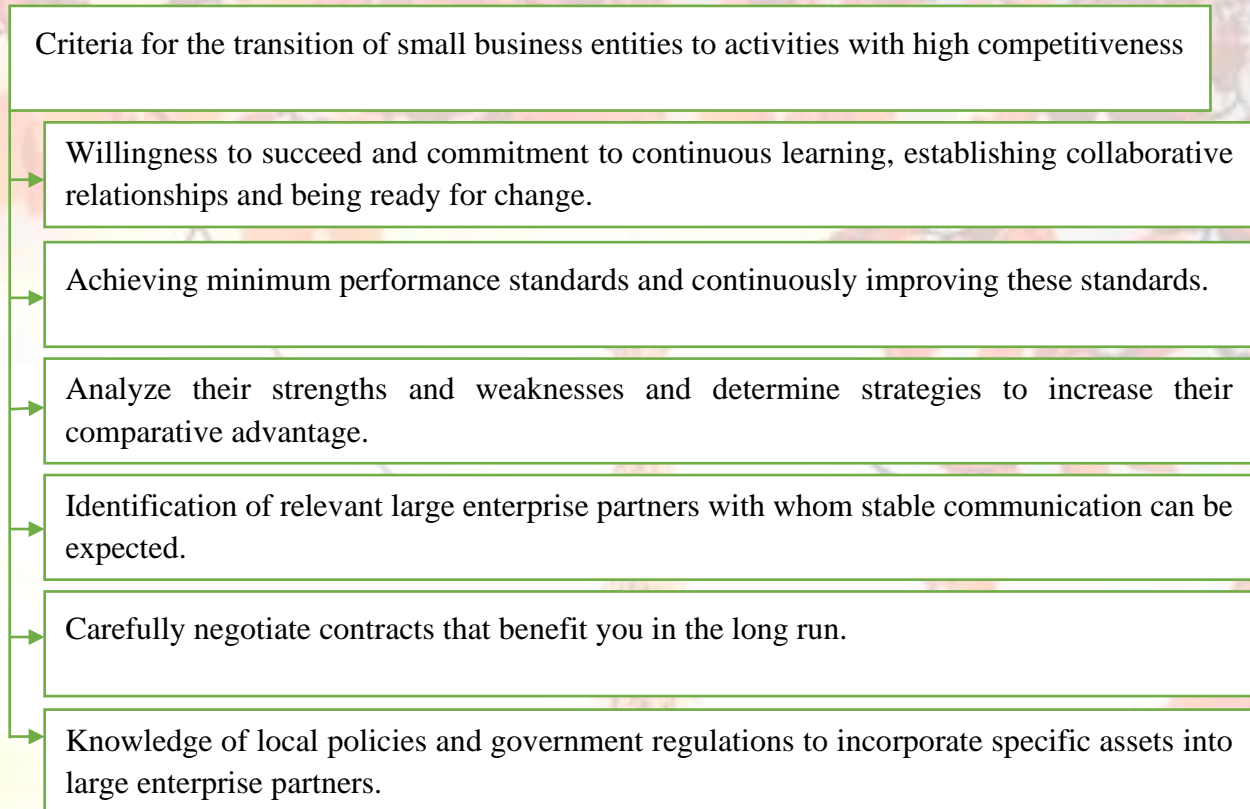 Criteria for the transition of small business entities to activities with high competitiveness
Willingness to succeed and commitment to continuous learning, establishing collaborative
relationships and being ready for change.
Achieving minimum performance standards and continuously improving these standards.
Analyze their strengths and weaknesses and determine strategies to increase their
comparative advantage.
Identification of relevant large enterprise partners with whom stable communication can be
expected.
Carefully negotiate contracts that benefit you in the long run.
Knowledge of local policies and government regulations to incorporate specific assets into
large enterprise partners.